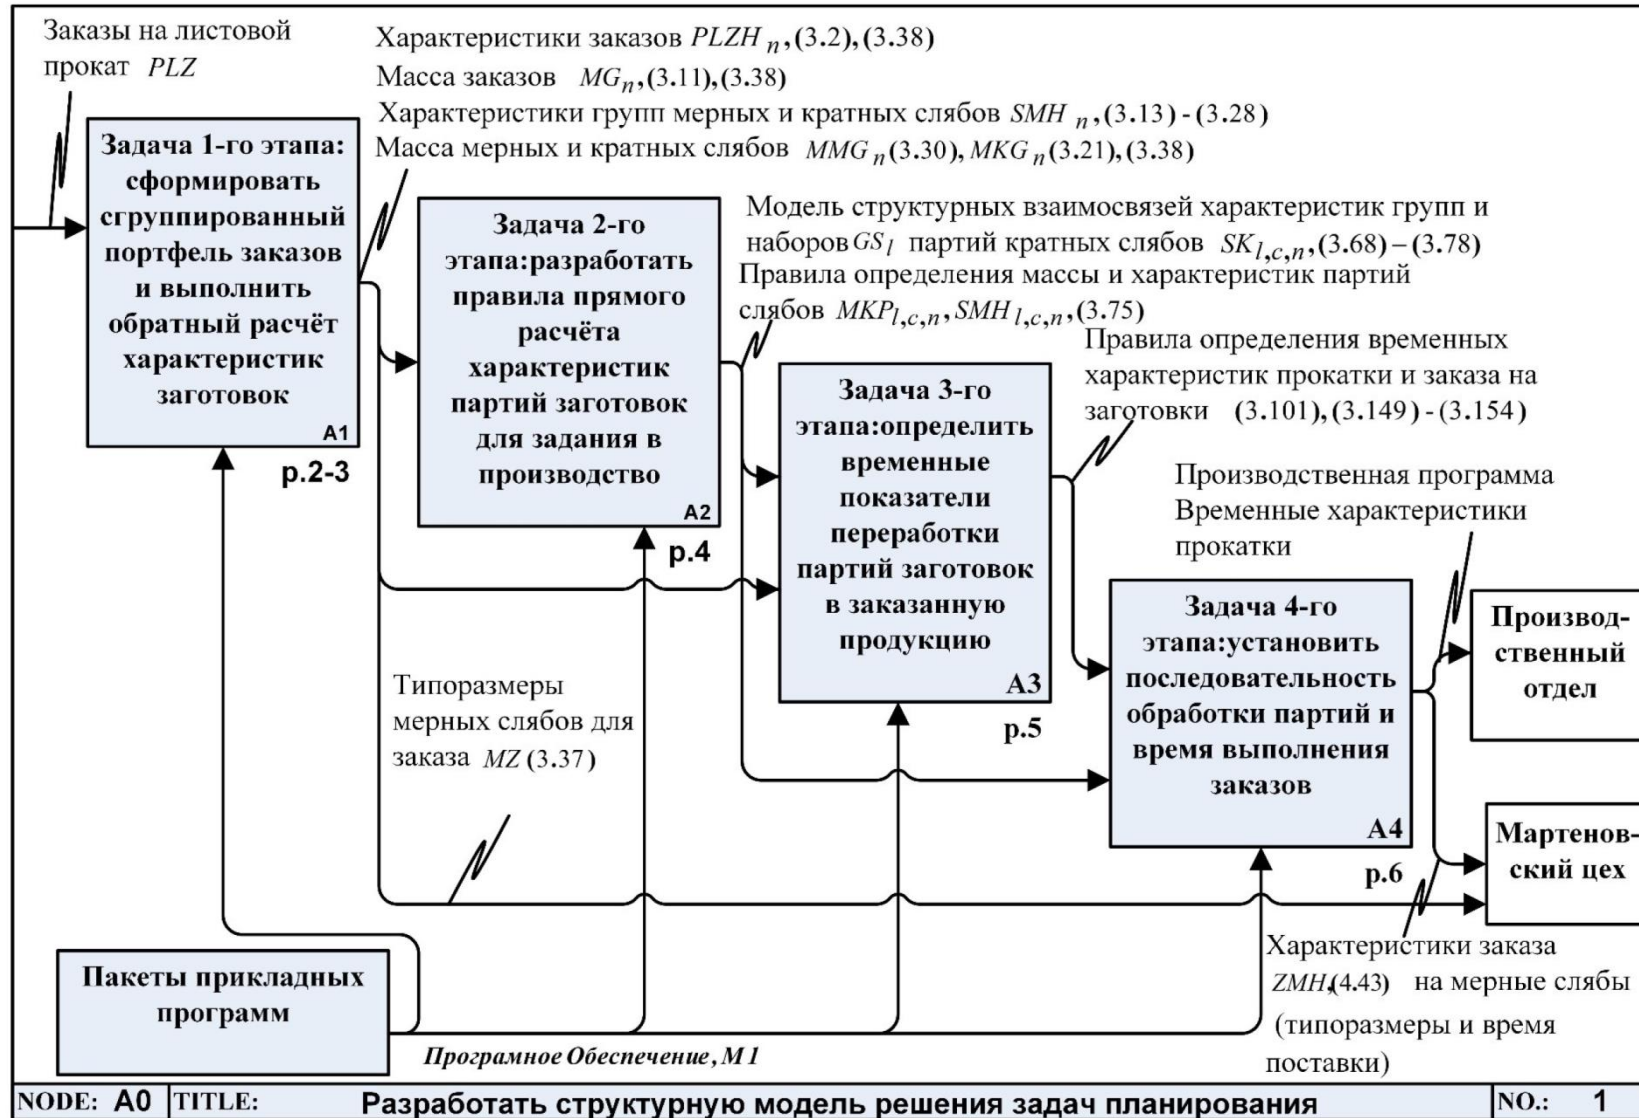 Заказы на листовой
прокат PLZ
Характеристики заказов PLZH n,(3.2),(3.38)
Масса заказов MG n,(3.11),(3.38)
Характеристики групп мерных и кратных слябов SMH n,(3.13)-(3.28)
Масса мерных и кратных слябов MMG n(3.30),MKG n(3.21),(3.38)
Задача 1-го этапа:
сформировать
сгруппированный
портфель заказов
и выполнить
обратный расчёт
характеристик
заготовок
A1
р.2-3
Задача 2-го
этапа:разработать
правила прямого
расчёта
характеристик
партий заготовок
для задания в
производство
A2
р.4
Модель структурных взаимосвязей характеристик групп и
наборов GS l партий кратных слябов SK l,c,n,(3.68)–(3.78)
Правила определения массы и характеристик партий
слябов MKP l,c,n,SMH l,c,n,(3.75)
Задача 3-го
этапа:определить
временные
показатели
переработки
партий заготовок
в заказанную
продукцию
A3
р.5
Правила определения временных
характеристик прокатки и заказа на
заготовки (3.101),(3.149)-(3.154)
Производственная программа
Временные характеристики
прокатки
Задача 4-го
этапа:установить
последовательность
обработки партий и
время выполнения
заказов
A4
р.6
Производ-
ственный
отдел
Мартенов-
ский цех
Типоразмеры
мерных слябов для
заказа MZ (3.37)
Характеристики заказа
ZMH,(4.43) на мерные слябы
(типоразмеры и время
поставки)
Пакеты прикладных
программ
Програмное Обеспечение,М1
NODE: A0 TITLE: Разработать структурную модель решения задач планирования NO.: 1